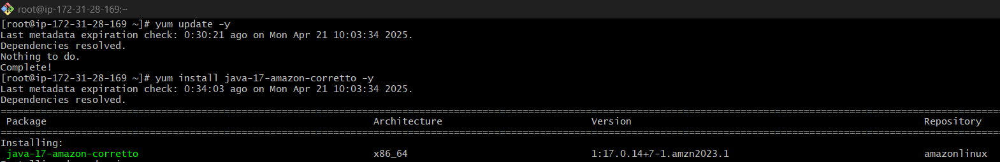 root@ip-172-31-28-169:~
[root@ip-172-31-28-169 ~]# yum update -y
Last metadata expiration check: 0:30:21 ago on Mon Apr 21 10:03:34 2025.
Dependencies resolved.
Nothing to do.
Complete!
[root@ip-172-31-28-169 ~]# yum install java-17-amazon-corretto -y
Last metadata expiration check: 0:34:03 ago on Mon Apr 21 10:03:34 2025.
Dependencies resolved.
Package Architecture Version Repository
Installing:
java-17-amazon-corretto x86_64 1:17.0.14+7-1.amzn2023.1 amazonlinux